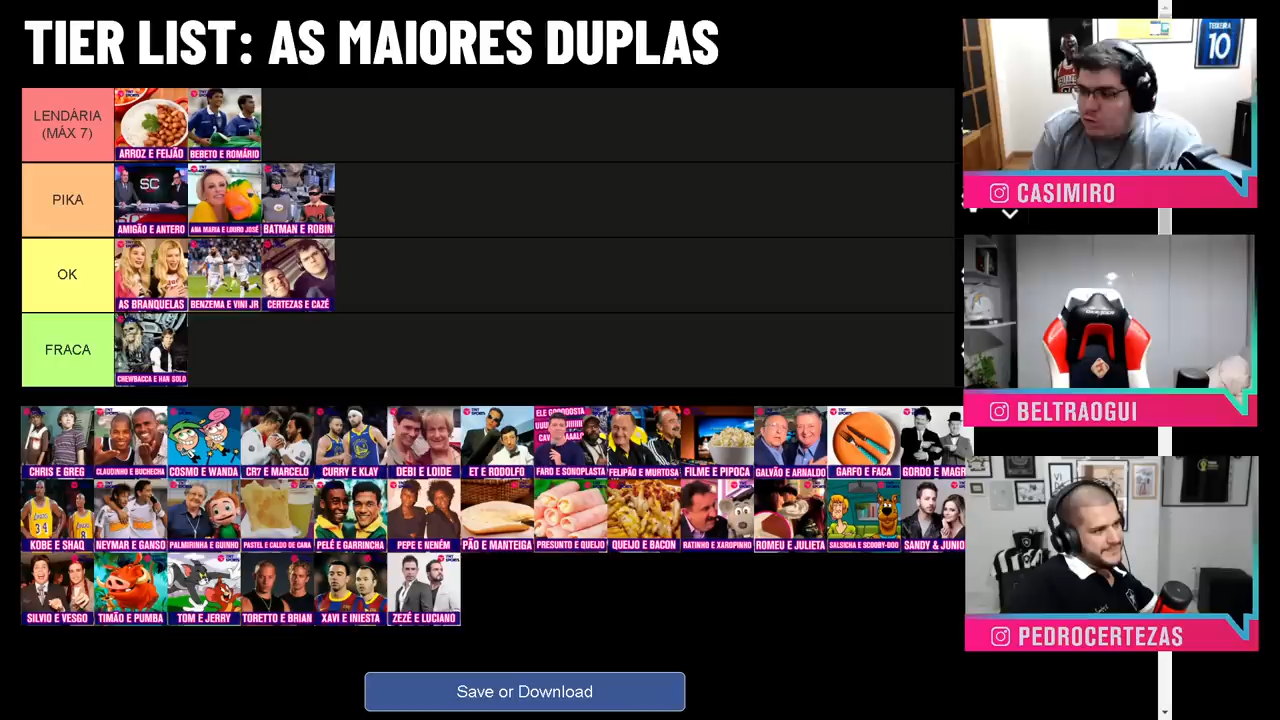 TIER LIST: AS MAIORES DUPLAS
LENDÁRIA
(MÁX 7)
ARROZ E FEIJÃO
BEBETO E ROMÁRIO
PIKA
SC
AMIGÃO E ANTERO
ANA MARIA E LOURO JOSÉ
BATMAN E ROBIN
OK
AS BRANQUELAS
BENZEMA E VINI JR
CERTEZAS E CAZÉ
FRACA
CHEWBACCA E HAN SOLO
CHRIS E GREG
CLAUDINHO E BUCHECHA
COSMO E WANDA
CR7 E MARCELO
CURRY E KLAY
DEBI E LOIDE
ET E RODOLFO
FARO E SONOPLASTA
FELIPÃO E MURTOSA
FILME E PIPOCA
GALVÃO E ARNALDO
GARFO E FACA
GORDO E MAGR
KOBE E SHAQ
NEYMAR E GANSO
PALMIRINHA E GUINHO
PASTEL E CALDO DE CANA
PELÉ E GARRINCHA
PEPE E NENÉM
PÃO E MANTEIGA
PRESUNTO E QUEIJO
QUEIJO E BACON
RATINHO E XAROPINHO
ROMEU E JULIETA
SALSICHA E SCOOBY-DOO
SANDY & JUNIO
SILVIO E VESGO
TIMÃO E PUMBA
TOM E JERRY
TORETTO E BRIAN
XAVI E INIESTA
ZEZÉ E LUCIANO
Save or Download
TEIXEIRA
10
CASIMIRO
BELTRAOGUI
PEDROCERTEZAS